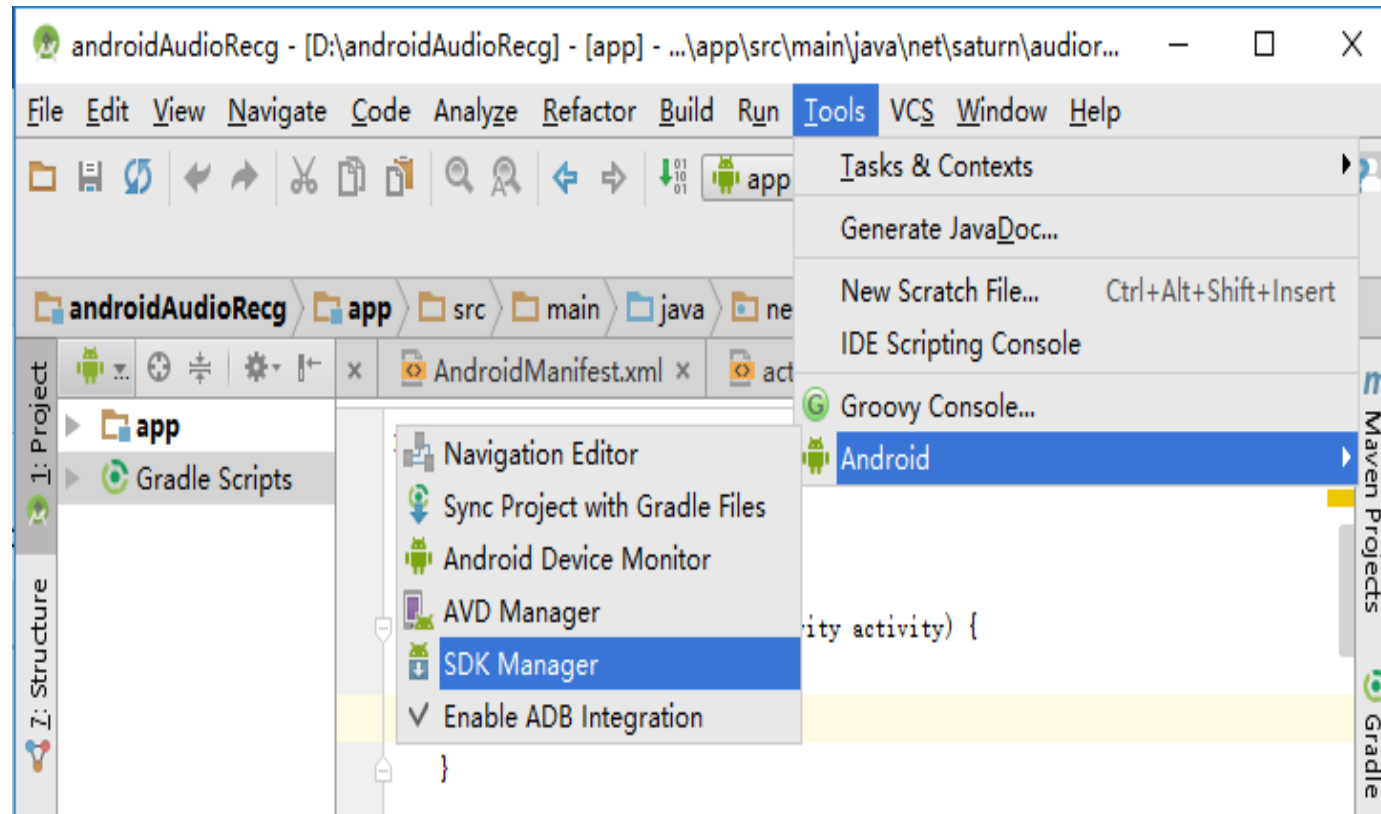 androidAudioRecg - [D:\androidAudioRecg] - [app] - ...\app\src\main\java\net\saturn\audior...
File Edit View Navigate Code Analyze Refactor Build Run Tools VCS Window Help
app
Tasks & Contexts
Generate JavaDoc...
New Scratch File... Ctrl+Alt+Shift+Insert
IDE Scripting Console
Groovy Console...
Android
androidAudioRecg app src main java ne
AndroidManifest.xml act
1: Project
7: Structure
app
Gradle Scripts
Navigation Editor
Sync Project with Gradle Files
Android Device Monitor
AVD Manager
SDK Manager
Enable ADB Integration
ity activity) {
}
Maven Projects
Gradle